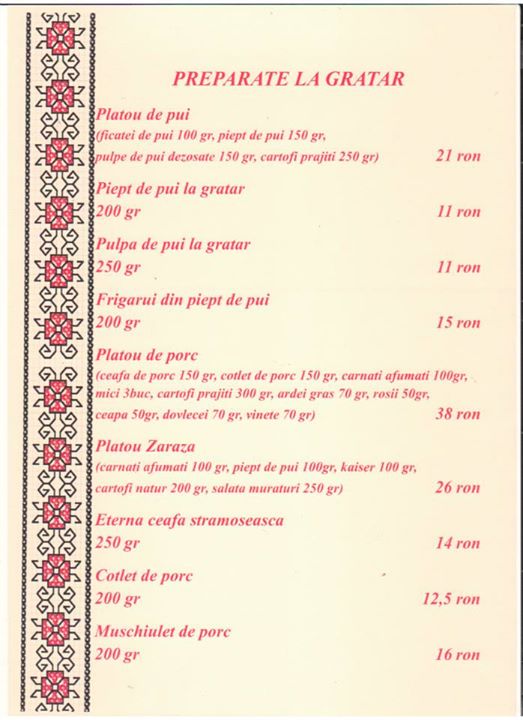 PREPARATE LA GRATAR
Platou de pui
(ficatei de pui 100 gr, piept de pui 150 gr,
pulpe de pui dezosate 150 gr, cartofi prajiti 250 gr) 21 ron
Piept de pui la gratar
200 gr 11 ron
Pulpa de pui la gratar
250 gr 11 ron
Frigarui din piept de pui
200 gr 15 ron
Platou de porc
(ceafa de porc 150 gr, cotlet de porc 150 gr, carnati afumati 100gr,
mici 3buc, cartofi prajiti 300 gr, ardei gras 70 gr, rosii 50gr,
ceapa 50gr, dovlecei 70 gr, vinete 70 gr) 38 ron
Platou Zaraza
(carnati afumati 100 gr, piept de pui 100gr, kaiser 100 gr,
cartofi natur 200 gr, salata muraturi 250 gr) 26 ron
Eterna ceafa stramoseasca
250 gr 14 ron
Cotlet de porc
200 gr 12,5 ron
Muschiulet de porc
200 gr 16 ron